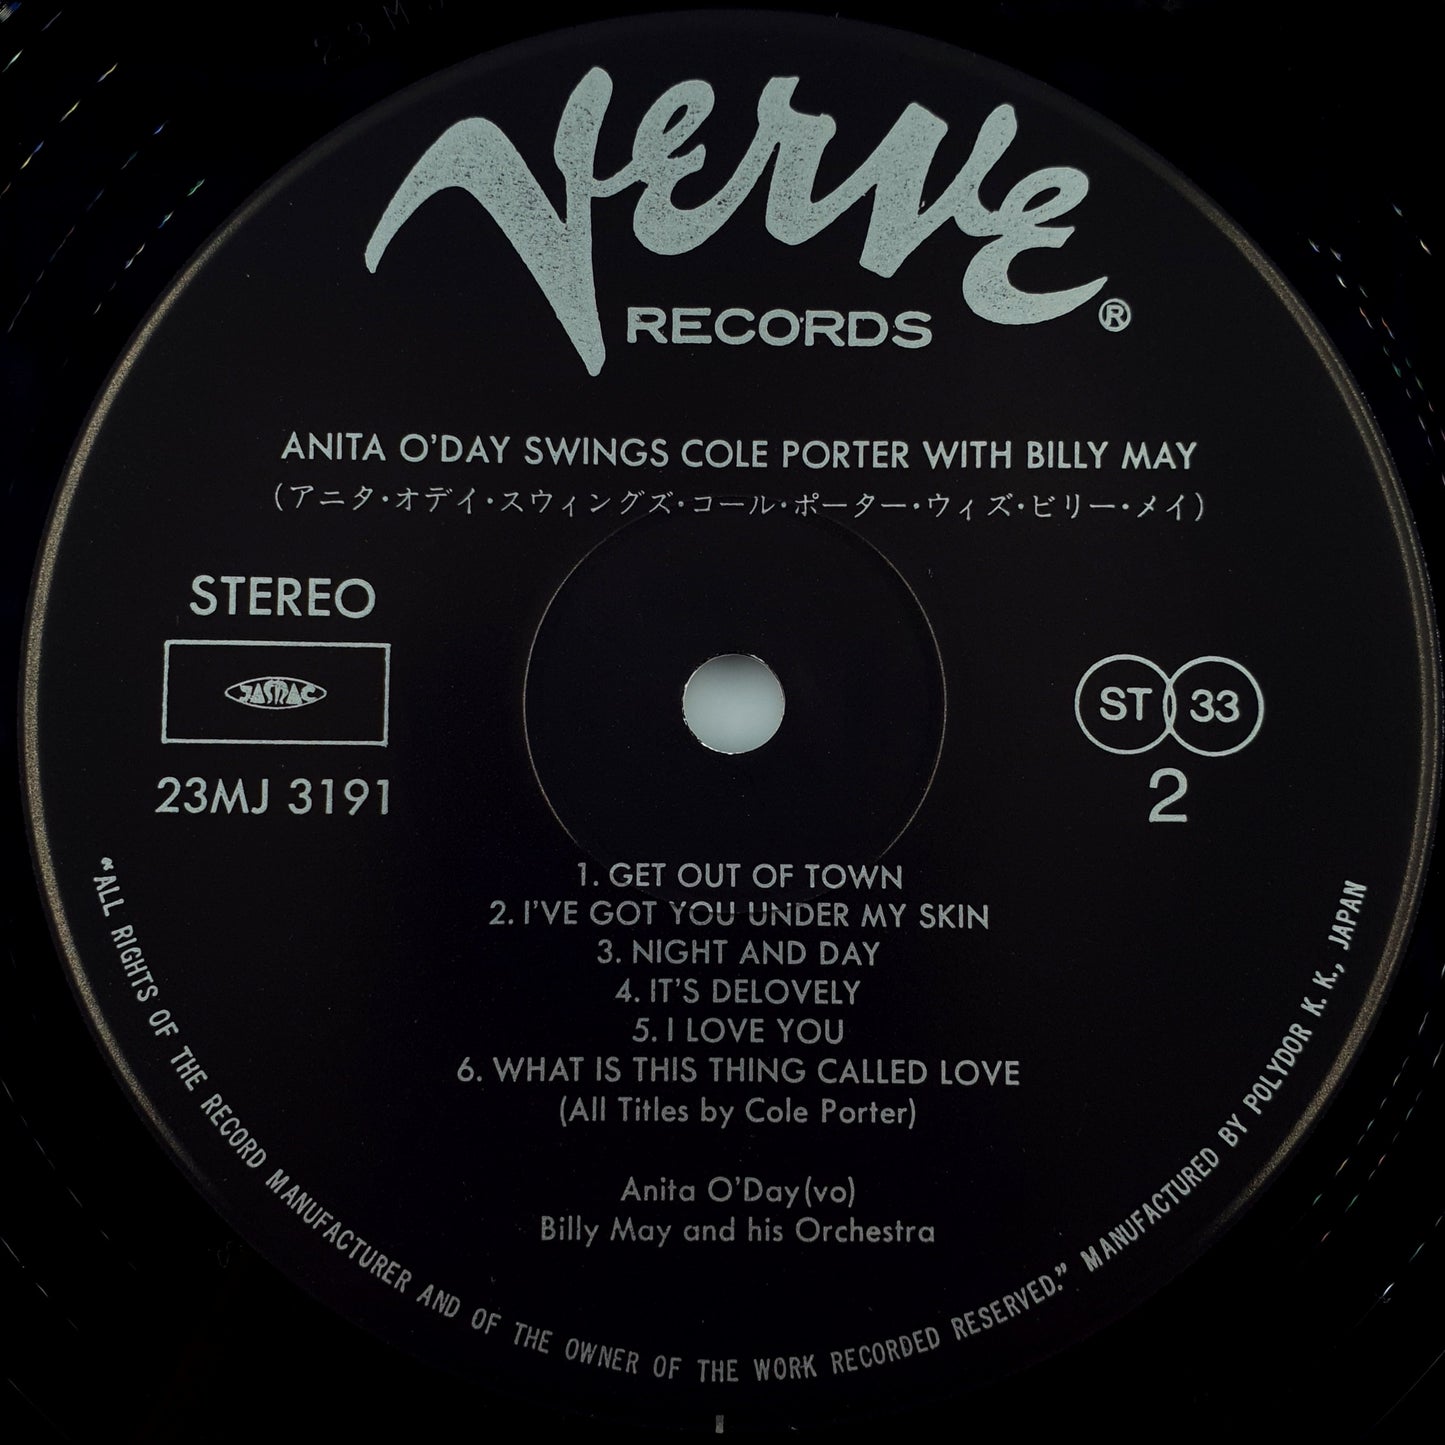 Verve
RECORDS ®
ANITA O'DAY SWINGS COLE PORTER WITH BILLY MAY
(アニタ・オデイ・スウィングズ・コール・ポーター・ウィズ・ビリー・メイ)
STEREO
JASRAC
23MJ 3191
ST 33
2
1. GET OUT OF TOWN
2. I'VE GOT YOU UNDER MY SKIN
3. NIGHT AND DAY
4. IT'S DELOVELY
5. I LOVE YOU
6. WHAT IS THIS THING CALLED LOVE
(All Titles by Cole Porter)
Anita O'Day (vo)
Billy May and his Orchestra
"ALL RIGHTS OF THE RECORD MANUFACTURER AND OF THE OWNER OF THE WORK RECORDED RESERVED." MANUFACTURED BY POLYDOR K. K., JAPAN